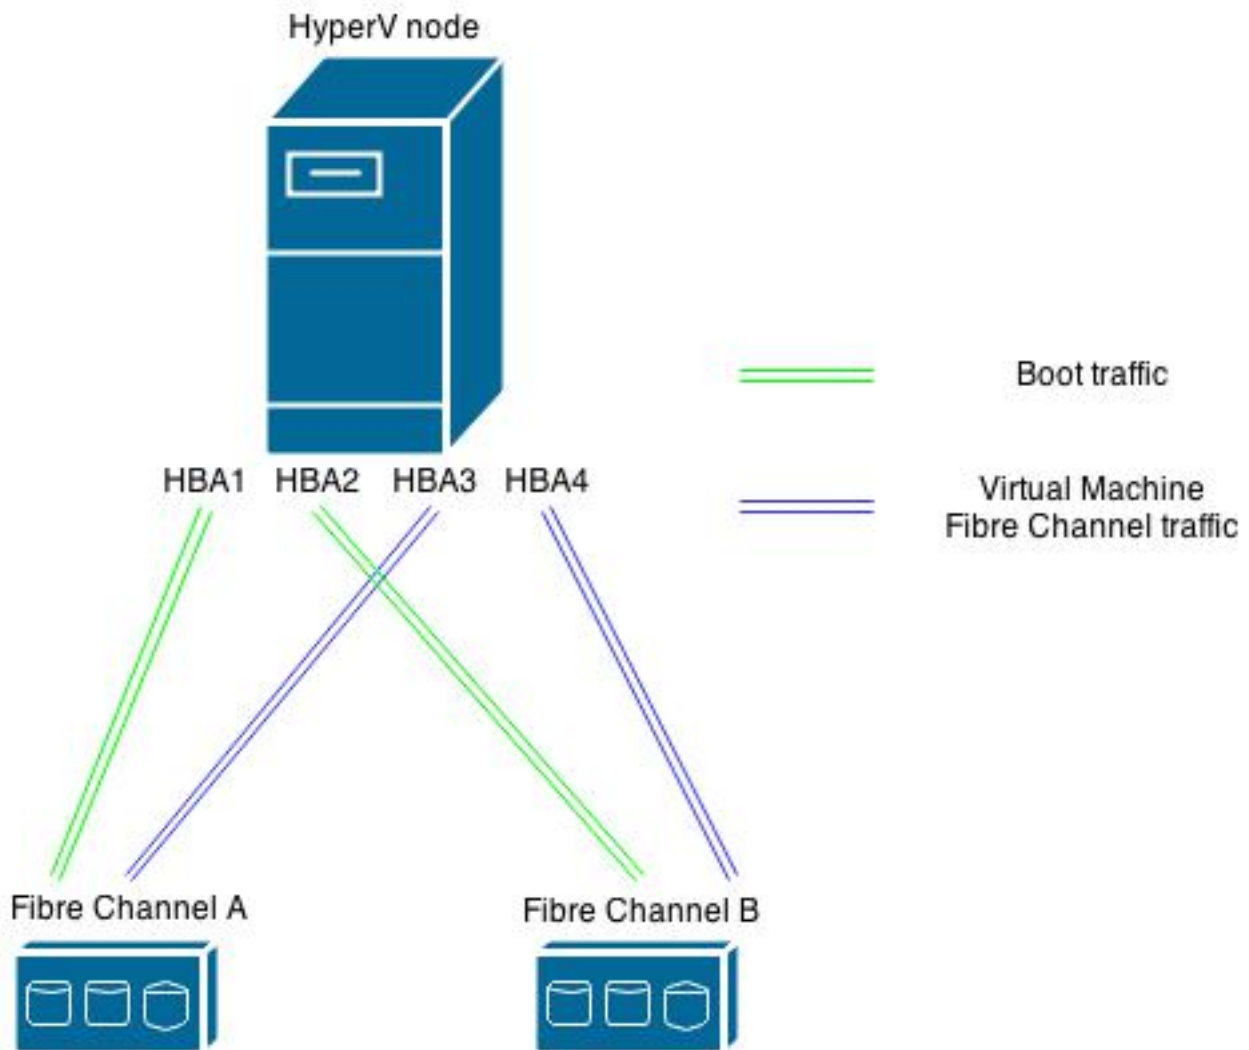 HyperV node
Boot traffic
HBA1 HBA2 HBA3 HBA4
Virtual Machine
Fibre Channel traffic
Fibre Channel A
Fibre Channel B